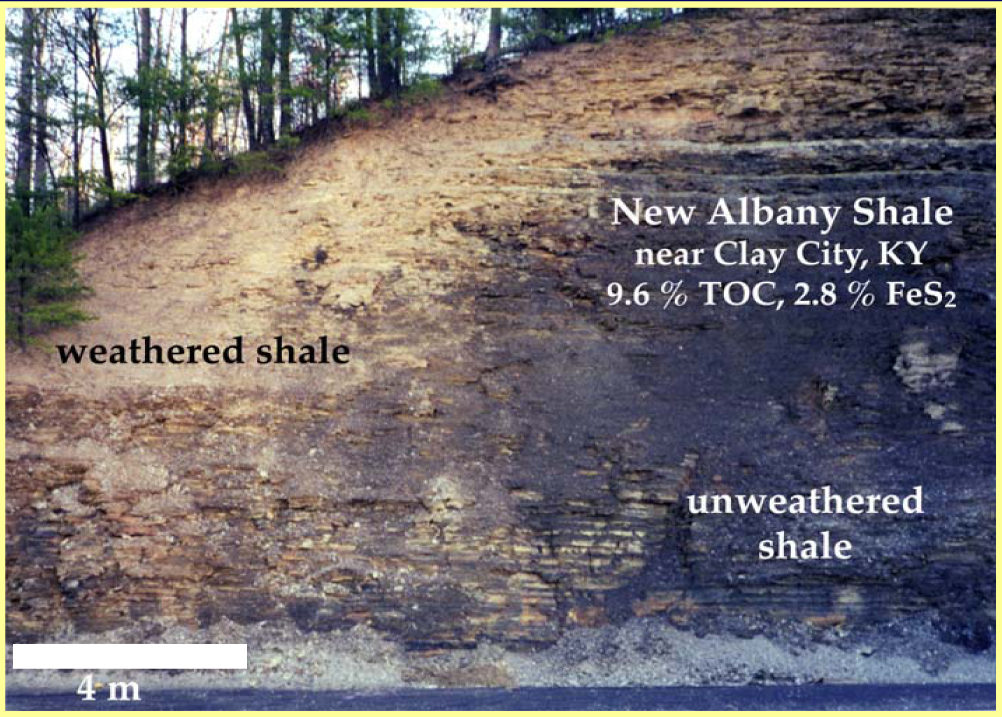 New Albany Shale
near Clay City, KY
9.6 % TOC, 2.8 % FeS₂
weathered shale
unweathered
shale
4 m